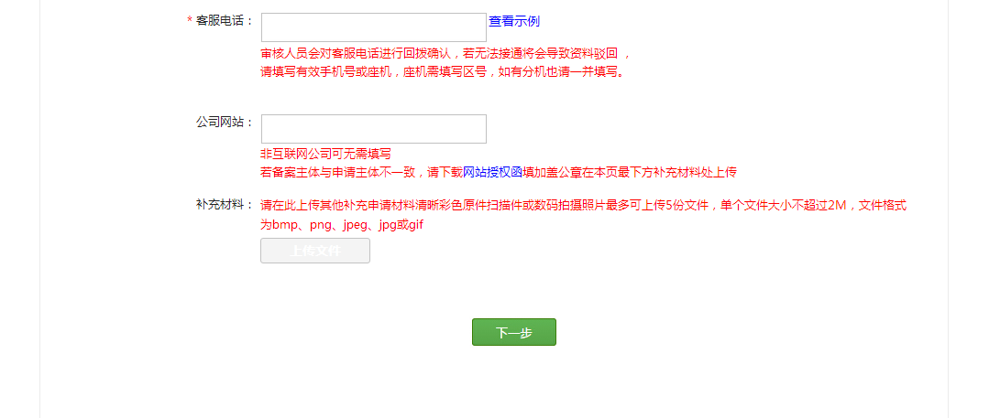 * 客服电话： 查看示例
审核人员会对客服电话进行回拨确认，若无法接通将会导致资料驳回 ，
请填写有效手机号或座机，座机需填写区号，如有分机也请一并填写。
公司网站：
非互联网公司可无需填写
若备案主体与申请主体不一致，请下载网站授权函填加盖公章在本页最下方补充材料处上传
补充材料： 请在此上传其他补充申请材料清晰彩色原件扫描件或数码拍摄照片最多可上传5份文件，单个文件大小不超过2M，文件格式
为bmp、png、jpeg、jpg或gif
上传文件
下一步